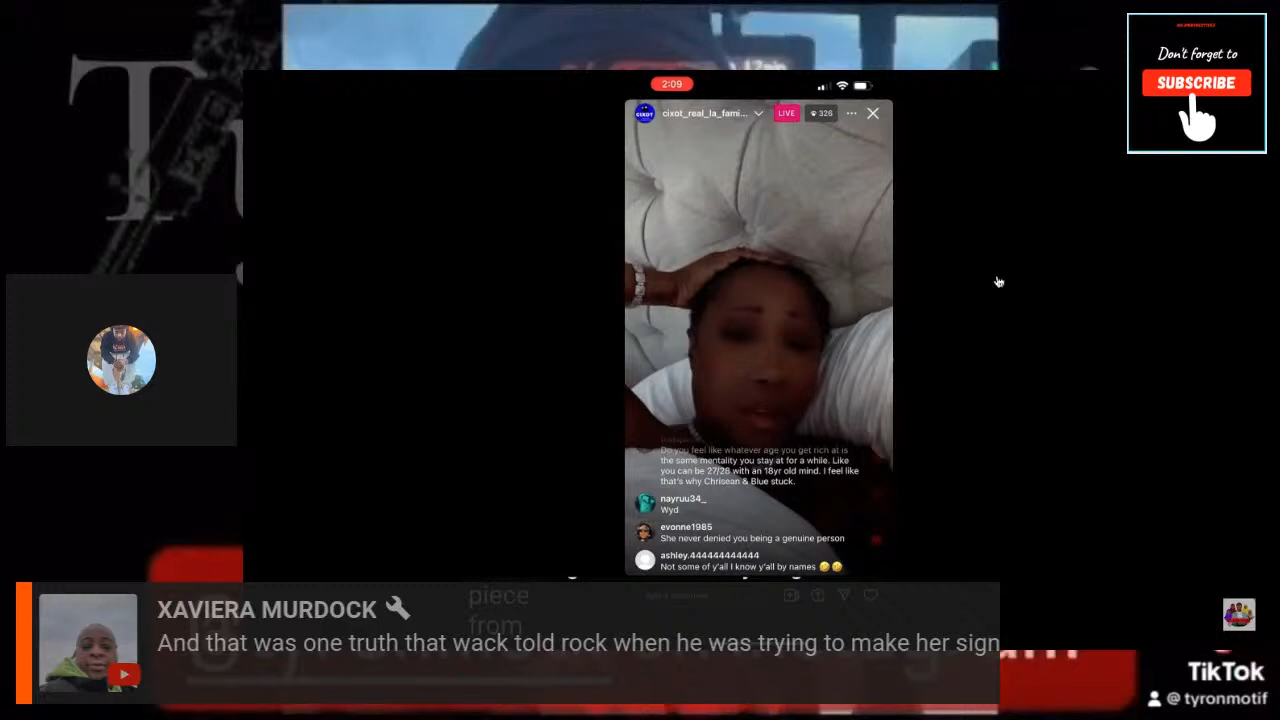 T
Don't forget to
SUBSCRIBE
2:09
CIXOT
cixot_real_la_fami...
LIVE
326
Do you feel like whatever age you get rich at is
the same mentality you stay at for a while. Like
you can be 27/28 with an 18yr old mind. I feel like
that's why Chrisean & Blue stuck.
nayruu34_
Wyd
evonne1985
She never denied you being a genuine person
ashley.444444444444
Not some of y'all I know y'all by names 🤣🤣
piece
from
XAVIERA MURDOCK
And that was one truth that wack told rock when he was trying to make her sign
TikTok
@ tyronmotif